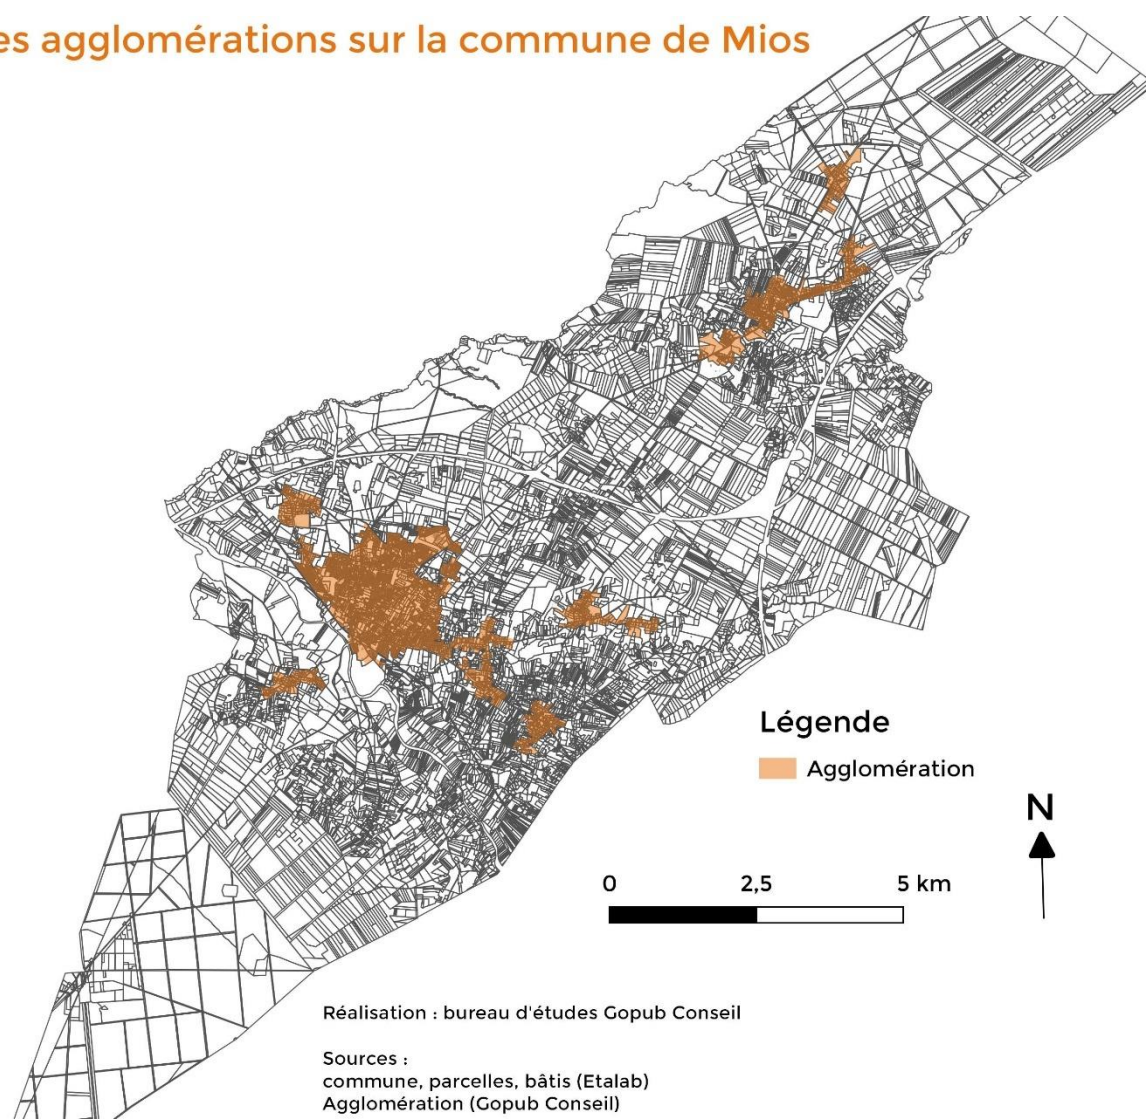 es agglomérations sur la commune de Mios
Légende
Agglomération
N
0 2,5 5 km
Réalisation : bureau d'études Gopub Conseil
Sources :
commune, parcelles, bâtis (Etalab)
Agglomération (Gopub Conseil)